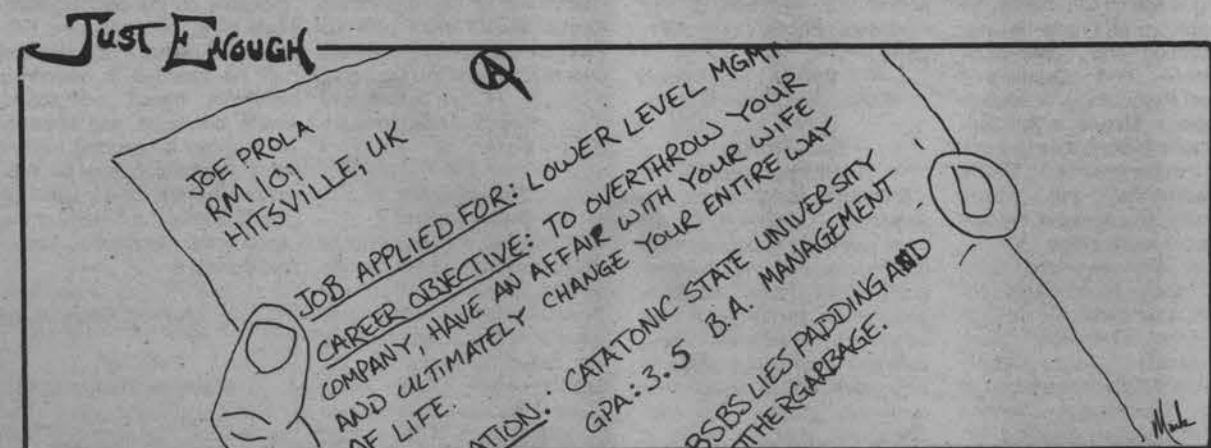 JUST ENOUGH
JOE PROLA
RM 101
HITSVILLE, UK
JOB APPLIED FOR: LOWER LEVEL MGMT
CAREER OBJECTIVE: TO OVERTHROW YOUR
COMPANY, HAVE AN AFFAIR WITH YOUR WIFE
AND ULTIMATELY CHANGE YOUR ENTIRE WAY
OF LIFE.
ATION: CATATONIC STATE UNIVERSITY
GPA: 3.5 B.A. MANAGEMENT
BSBS LIES PADDING AND
OTHERGARBAGE.
Mark